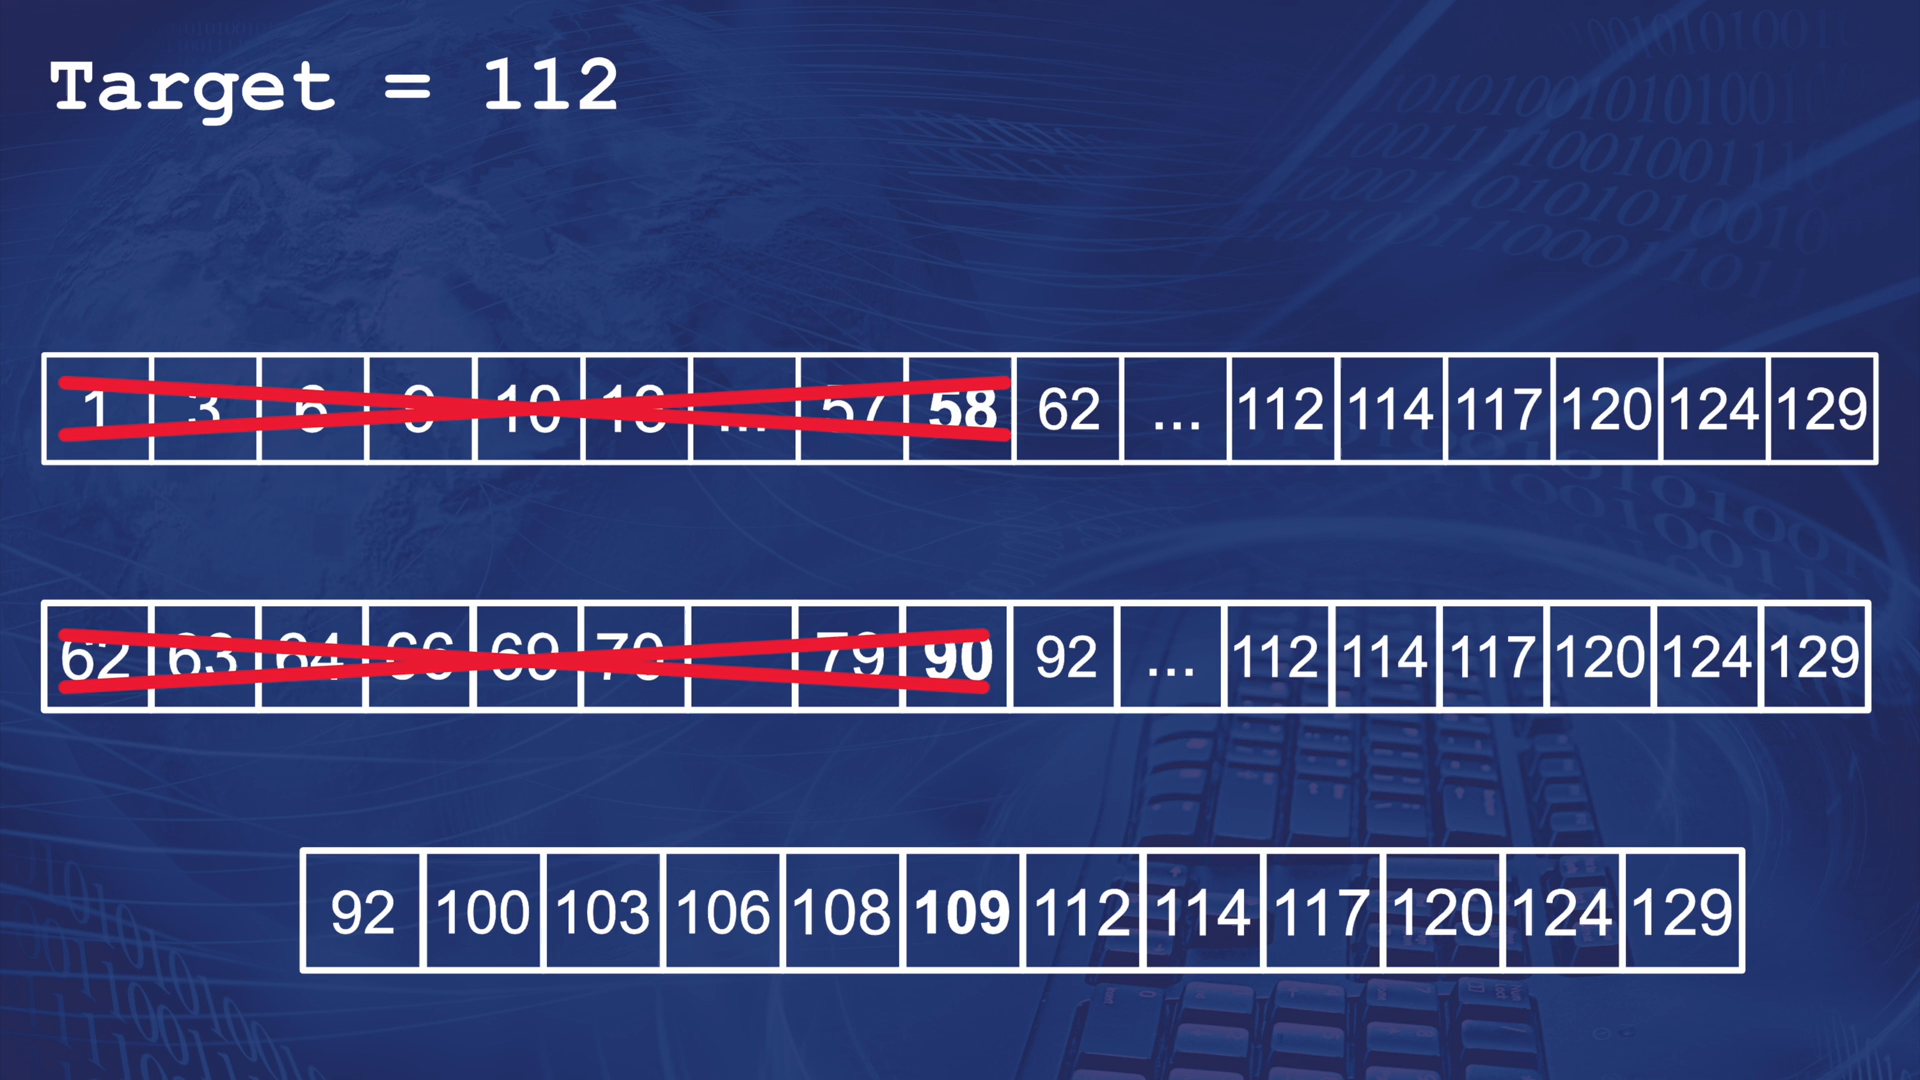 Target = 112
1 3 6 9 10 18 ... 57 58 62 ... 112 114 117 120 124 129
62 63 64 66 69 70 79 90 92 ... 112 114 117 120 124 129
92 100 103 106 108 109 112 114 117 120 124 129